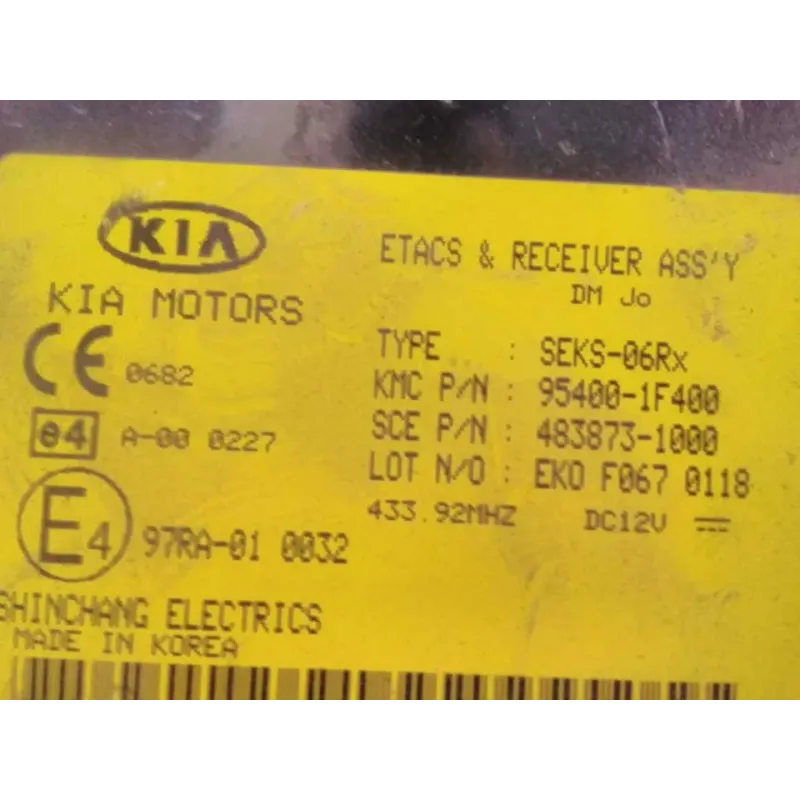 KIA
KIA MOTORS
CE 0682
e4 A-00 0227
E4 97RA-01 0032
SHINCHANG ELECTRICS
MADE IN KOREA
ETACS & RECEIVER ASS'Y
DM Jo
TYPE : SEKS-06Rx
KMC P/N : 95400-1F400
SCE P/N : 483873-1000
LOT N/O : EKO F067 0118
433.92MHZ DC12V